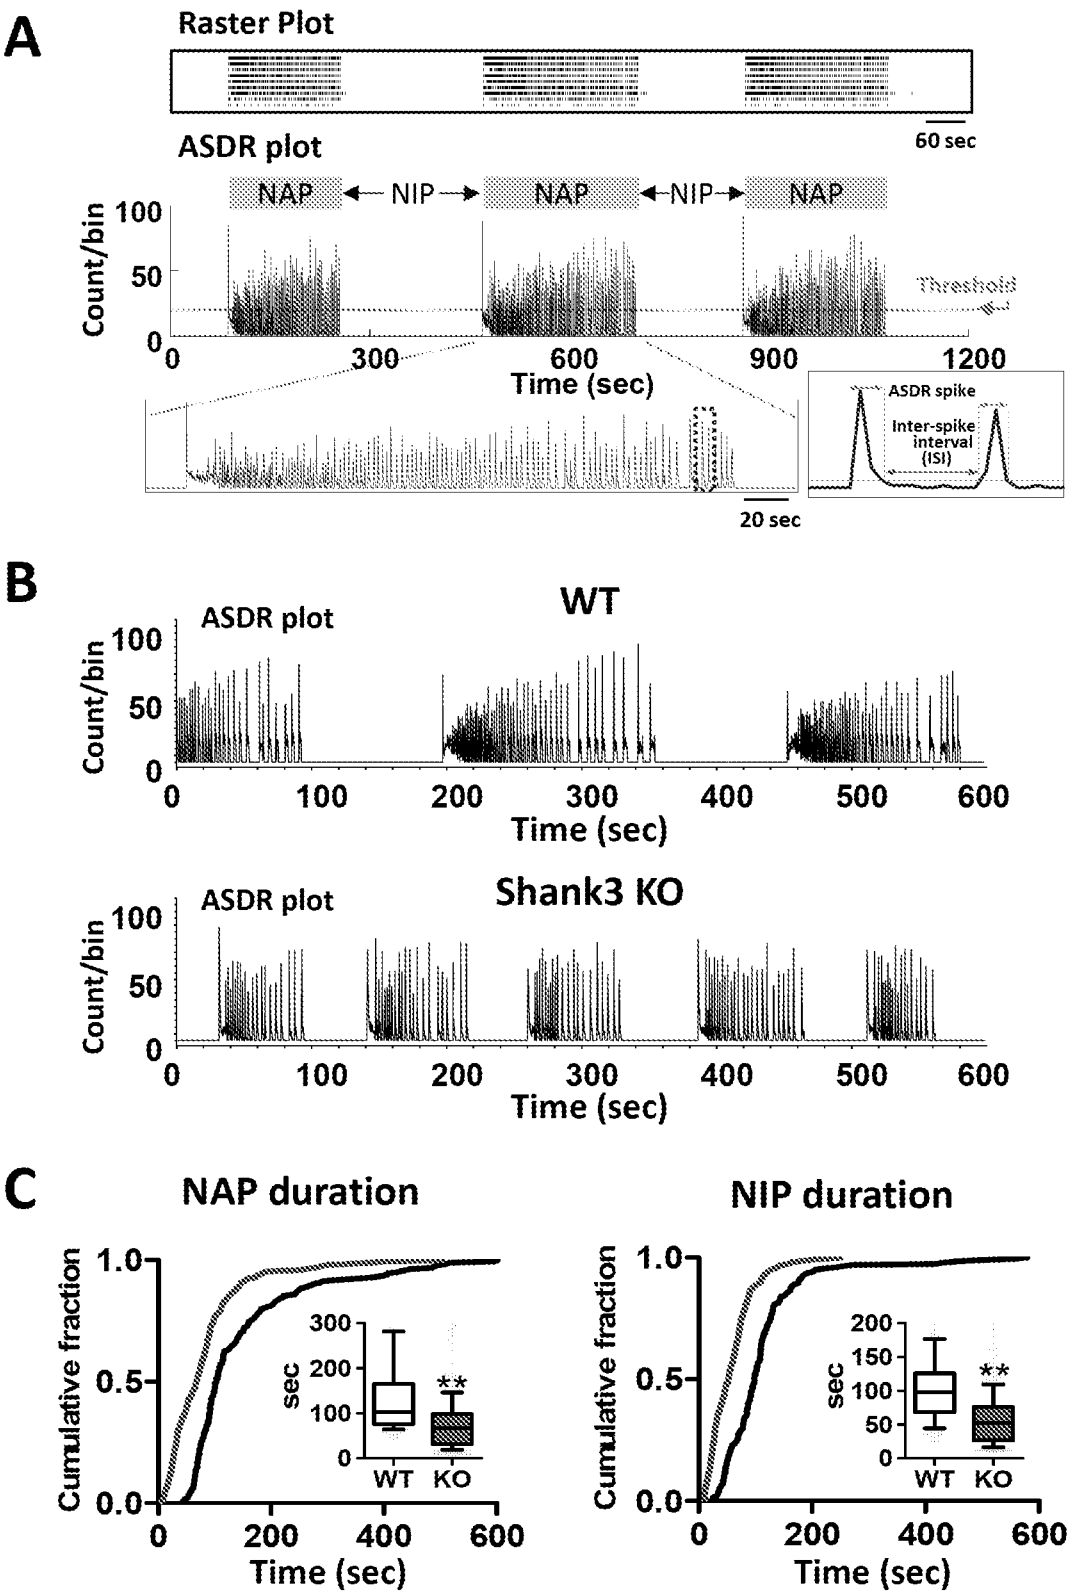 A
Raster Plot
60 sec
ASDR plot
NAP NIP NAP NIP NAP
Count/bin
100
50
0
Threshold
0 300 600 900 1200
Time (sec)
20 sec
ASDR spike
Inter-spike
interval
(ISI)
B
WT
ASDR plot
Count/bin
100
50
0
0 100 200 300 400 500 600
Time (sec)
Shank3 KO
ASDR plot
Count/bin
100
50
0
0 100 200 300 400 500 600
Time (sec)
C
NAP duration
Cumulative fraction
1.0
0.5
0.0
0 200 400 600
Time (sec)
sec
300
200
100
0
**
WT KO
NIP duration
Cumulative fraction
1.0
0.5
0.0
0 200 400 600
Time (sec)
sec
200
150
100
50
0
**
WT KO